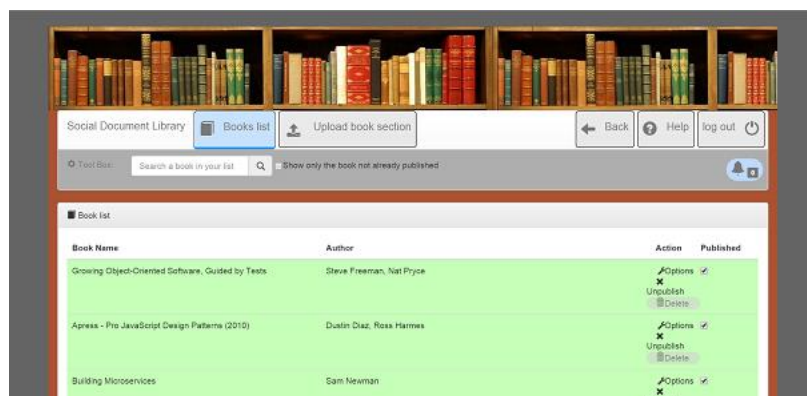 Social Document Library Books list Upload book section Back Help log out
Tool Box: Search a book in your list Show only the book not already published 0
Book list
Book Name Author Action Published
Growing Object-Oriented Software, Guided by Tests Steve Freeman, Nat Pryce Options
Unpublish
Delete
Apress - Pro JavaScript Design Patterns (2010) Dustin Diaz, Ross Harmes Options
Unpublish
Delete
Building Microservices Sam Newman Options